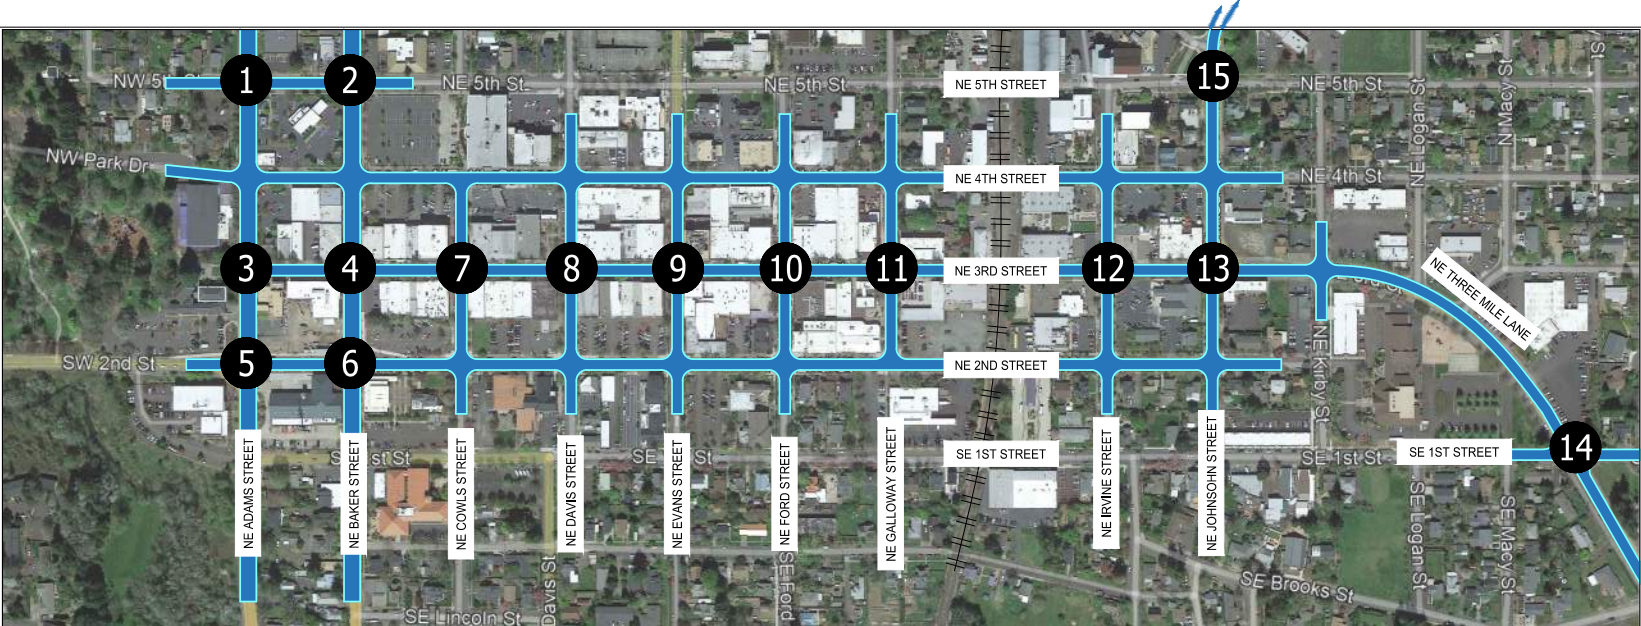 15
1
2
NW 5th St
NE 5th St
NE 5th St
NE 5TH STREET
NE 5th St
St
NE Logan St
N Macy St
NW Park Dr
NE 4TH STREET
NE 4th St
3
4
7
8
9
10
11
NE 3RD STREET
12
13
NE THREE MILE LANE
SW 2nd St
5
6
NE 2ND STREET
NE Kirby St
St
SE
St
SE 1ST STREET
SE 1st St
SE 1ST STREET
14
NE ADAMS STREET
NE BAKER STREET
NE COWLS STREET
NE DAVIS STREET
NE EVANS STREET
NE FORD STREET
NE GALLOWAY STREET
NE IRVINE STREET
NE JOHNSOHN STREET
SE Logan St
SE Macy St
SE Brooks St
Davis St
SE Ford
SE Lincoln St